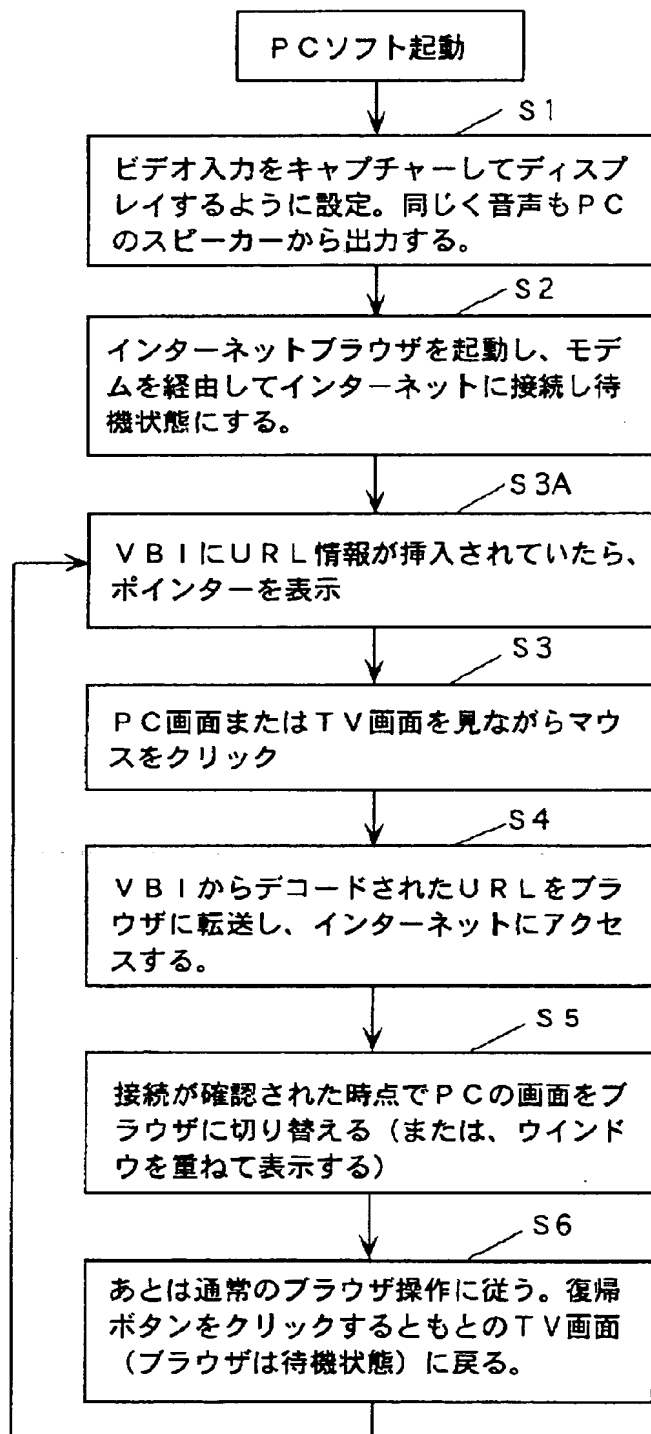 PCソフト起動
S1
ビデオ入力をキャプチャーしてディスプ
レイするように設定。同じく音声もPC
のスピーカーから出力する。
S2
インターネットブラウザを起動し、モデ
ムを経由してインターネットに接続し待
機状態にする。
S3A
VBIにURL情報が挿入されていたら、
ポインターを表示
S3
PC画面またはTV画面を見ながらマウ
スをクリック
S4
VBIからデコードされたURLをブラ
ウザに転送し、インターネットにアクセ
スする。
S5
接続が確認された時点でPCの画面をブ
ラウザに切り替える(または、ウインド
ウを重ねて表示する)
S6
あとは通常のブラウザ操作に従う。復帰
ボタンをクリックするともとのTV画面
(ブラウザは待機状態)に戻る。